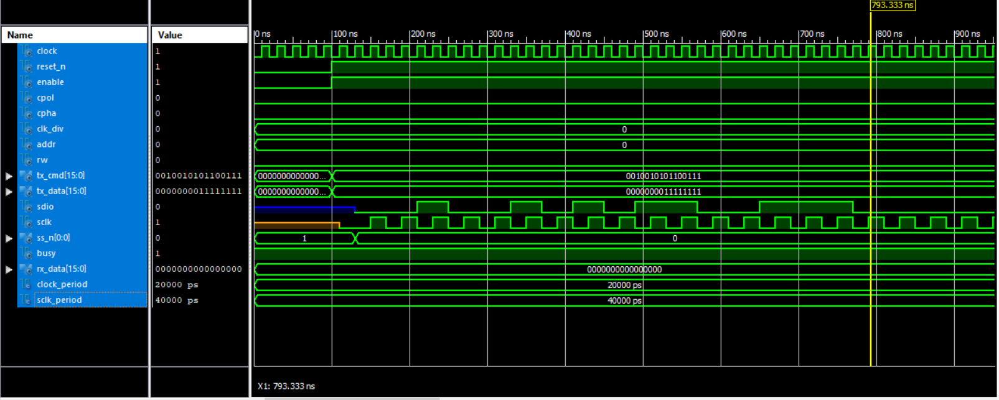 793.333 ns
Name Value 0 ns 100 ns 200 ns 300 ns 400 ns 500 ns 600 ns 700 ns 800 ns 900 ns
clock 1
reset_n 1
enable 1
cpol 0
cpha 0
clk_div 0 0
addr 0 0
rw 0
tx_cmd[15:0] 0010010101100111 0000000000000... 0010010101100111
tx_data[15:0] 0000000011111111 0000000000000... 0000000011111111
sdio 0
sclk 1
ss_n[0:0] 0 1 0
busy 1
rx_data[15:0] 0000000000000000 0000000000000000
clock_period 20000 ps 20000 ps
sclk_period 40000 ps 40000 ps
X1: 793.333 ns